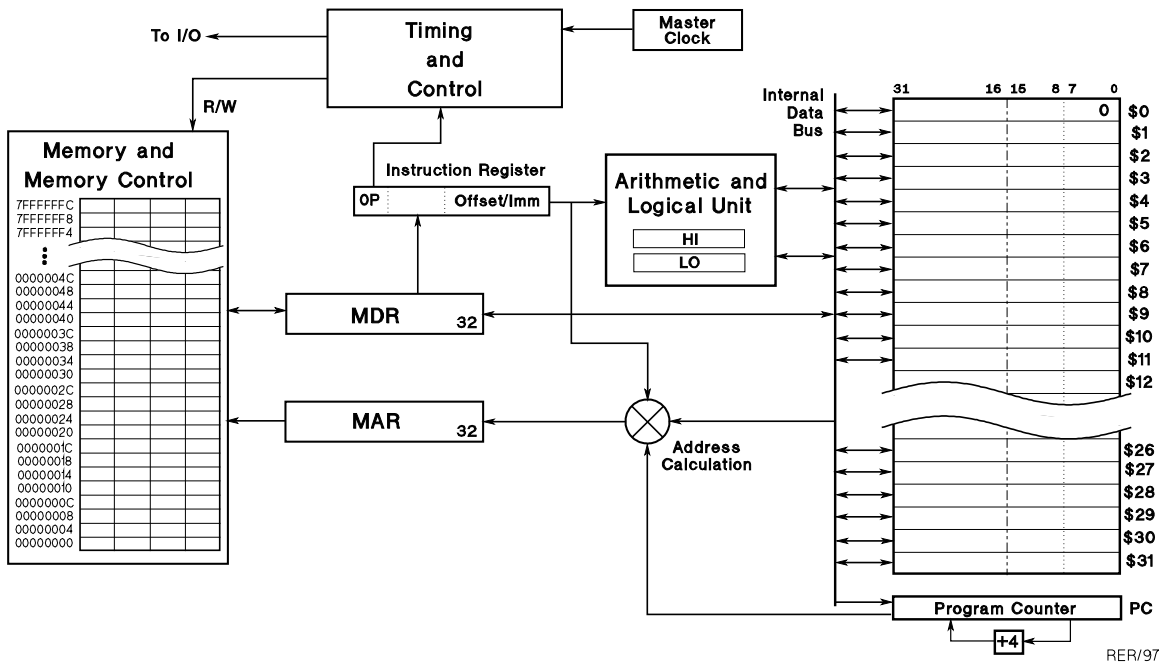 To I/O
Timing
and
Control
Master
Clock
R/W
Memory and
Memory Control
7FFFFFFC
7FFFFFF8
7FFFFFF4
0000004C
00000048
00000044
00000040
0000003C
00000038
00000034
00000030
0000002C
00000028
00000024
00000020
0000001C
00000018
00000014
00000010
0000000C
00000008
00000004
00000000
Instruction Register
OP
Offset/Imm
MDR
32
MAR
32
Arithmetic and
Logical Unit
HI
LO
Address
Calculation
Internal
Data
Bus
31 16 15 8 7 0
0 $0
$1
$2
$3
$4
$5
$6
$7
$8
$9
$10
$11
$12
$26
$27
$28
$29
$30
$31
Program Counter PC
+4
RER/97